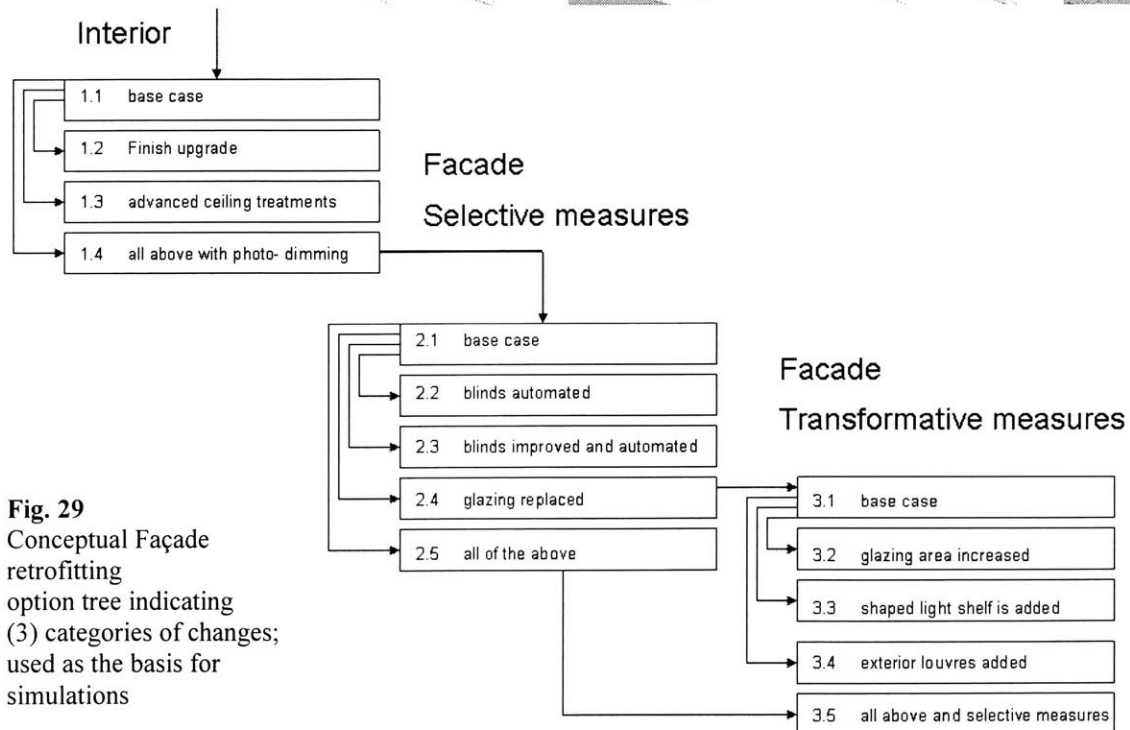 Interior
1.1 base case
1.2 Finish upgrade
1.3 advanced ceiling treatments
1.4 all above with photo- dimming
Facade
Selective measures
2.1 base case
2.2 blinds automated
2.3 blinds improved and automated
2.4 glazing replaced
2.5 all of the above
Facade
Transformative measures
3.1 base case
3.2 glazing area increased
3.3 shaped light shelf is added
3.4 exterior louvres added
3.5 all above and selective measures
Fig. 29
Conceptual Façade
retrofitting
option tree indicating
(3) categories of changes;
used as the basis for
simulations